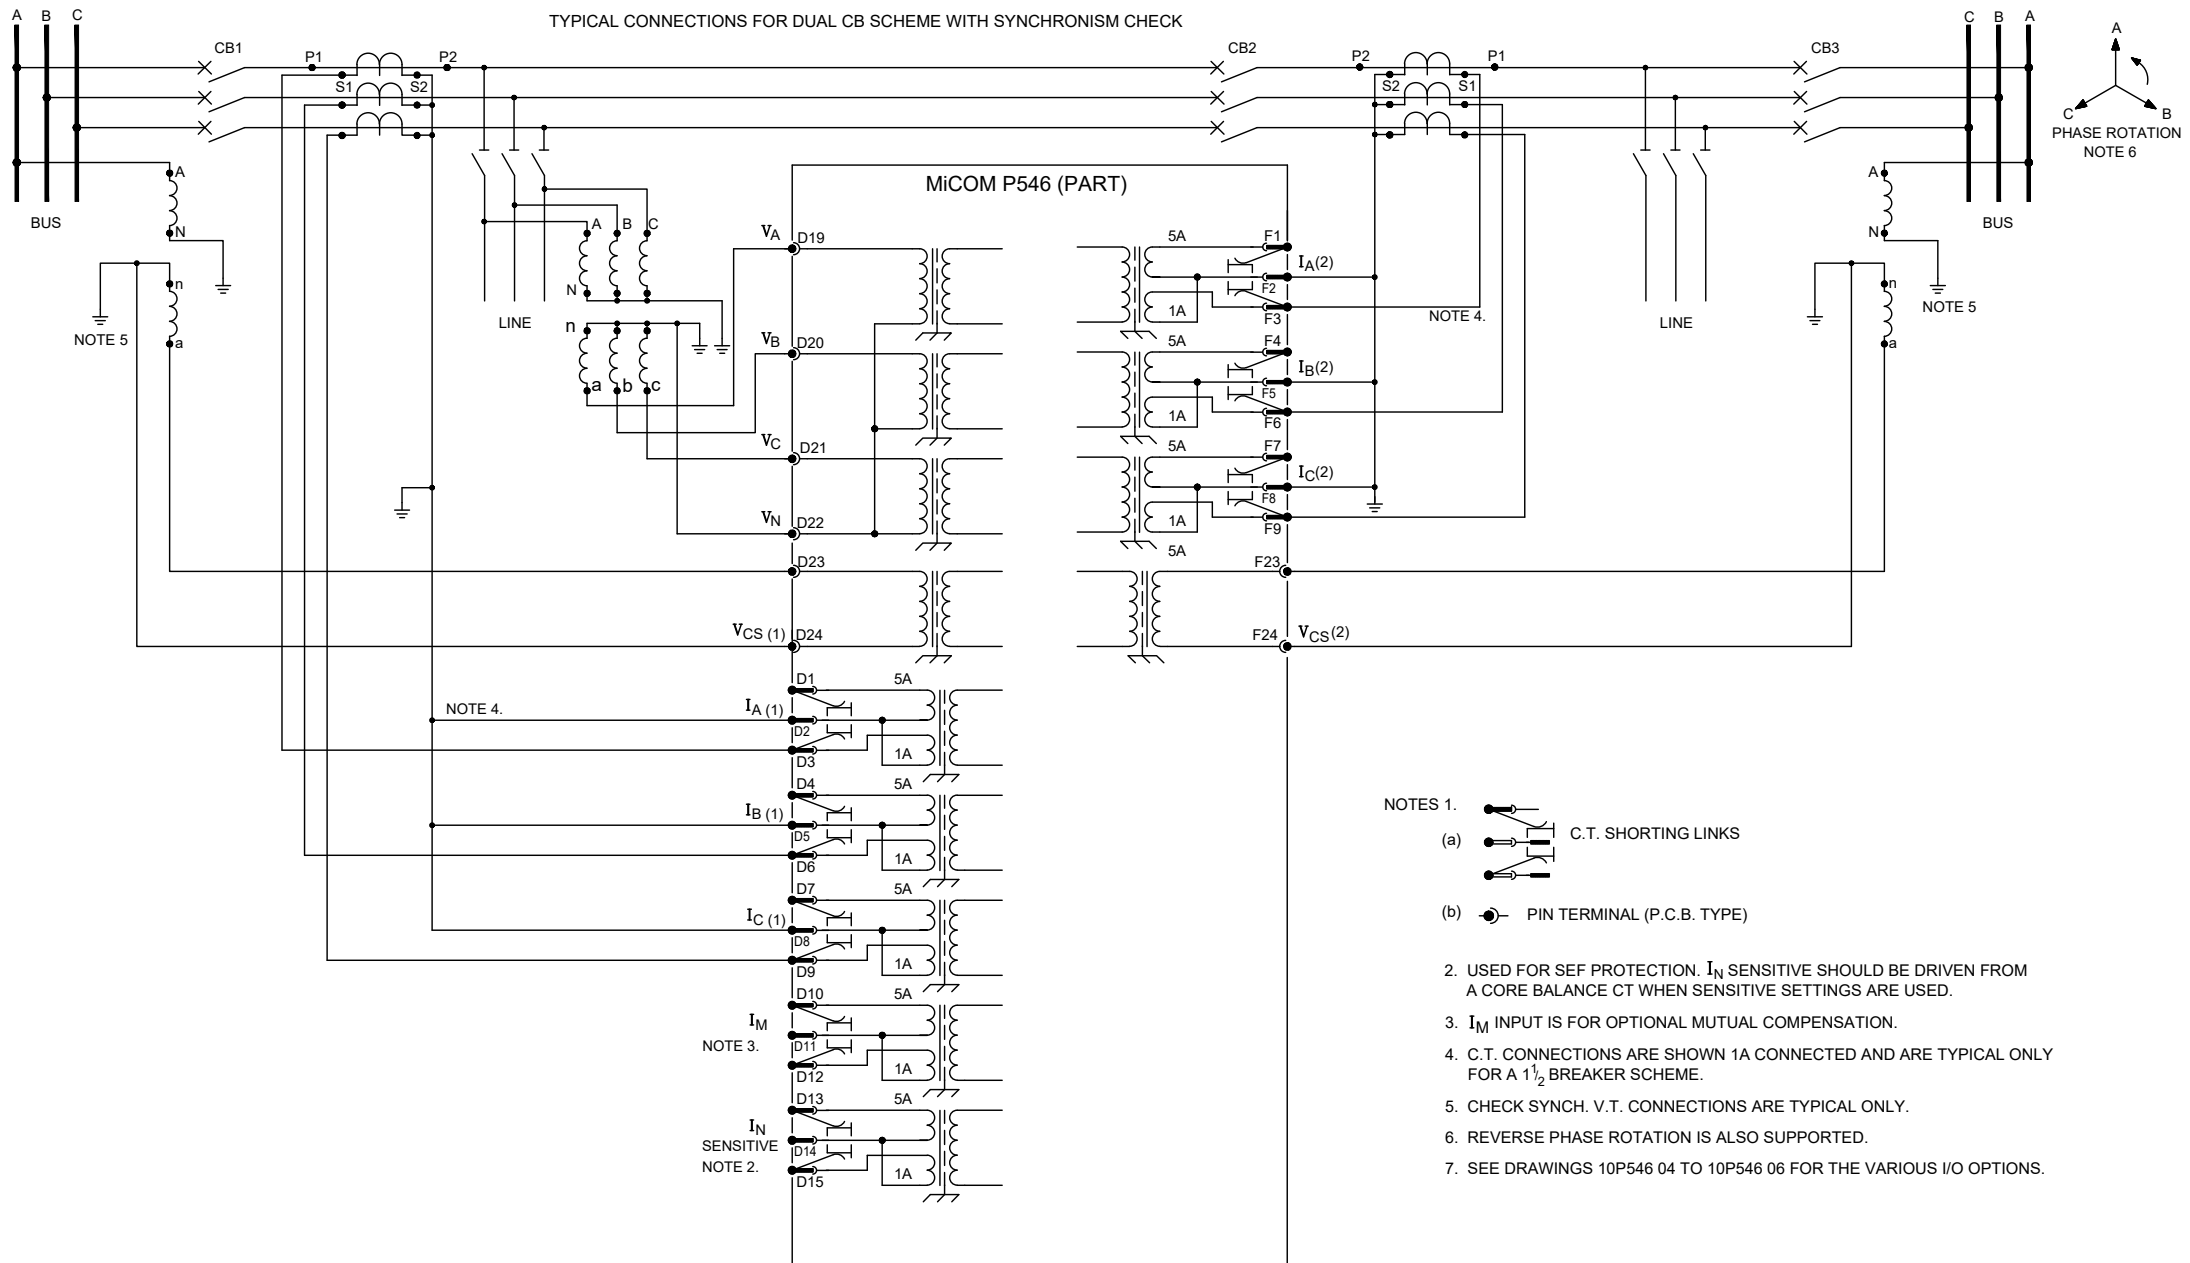 TYPICAL CONNECTIONS FOR DUAL CB SCHEME WITH SYNCHRONISM CHECK
A B C
CB1
P1
P2
S1
S2
CB2
P2
P1
S2
S1
CB3
C B A
A
C
B
PHASE ROTATION
NOTE 6
BUS
A
N
n
a
NOTE 5
LINE
A B C
N
n
a b c
MiCOM P546 (PART)
VA D19
VB D20
VC D21
VN D22
D23
VCS (1) D24
5A F1
IA(2)
F2
1A F3
NOTE 4.
5A F4
IB(2)
F5
1A F6
5A F7
IC(2)
F8
1A F9
5A
F23
F24 VCS(2)
LINE
A
N
n
a
NOTE 5
BUS
D1 5A
NOTE 4.
IA (1)
D2
1A
D3
D4 5A
IB (1)
D5
1A
D6
D7 5A
IC (1)
D8
1A
D9
D10 5A
IM
NOTE 3.
D11
1A
D12
D13 5A
IN
SENSITIVE
D14
NOTE 2.
1A
D15
NOTES 1.
(a) C.T. SHORTING LINKS
(b) PIN TERMINAL (P.C.B. TYPE)
2. USED FOR SEF PROTECTION. IN SENSITIVE SHOULD BE DRIVEN FROM
A CORE BALANCE CT WHEN SENSITIVE SETTINGS ARE USED.
3. IM INPUT IS FOR OPTIONAL MUTUAL COMPENSATION.
4. C.T. CONNECTIONS ARE SHOWN 1A CONNECTED AND ARE TYPICAL ONLY
FOR A 1 1/2 BREAKER SCHEME.
5. CHECK SYNCH. V.T. CONNECTIONS ARE TYPICAL ONLY.
6. REVERSE PHASE ROTATION IS ALSO SUPPORTED.
7. SEE DRAWINGS 10P546 04 TO 10P546 06 FOR THE VARIOUS I/O OPTIONS.